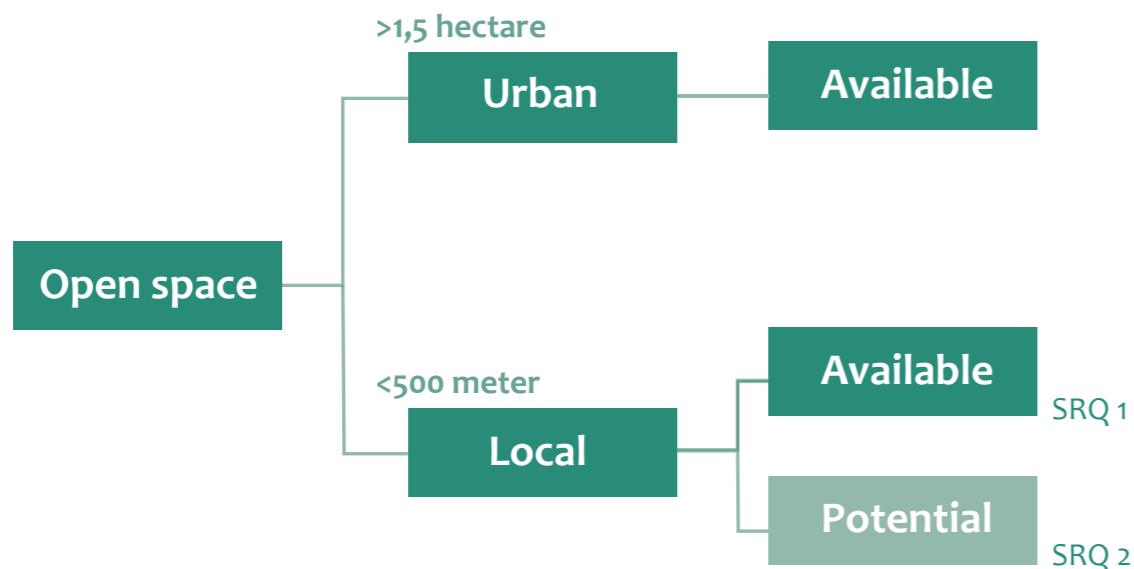 >1,5 hectare
Urban
Available
Open space
<500 meter
Local
Available
SRQ 1
Potential
SRQ 2